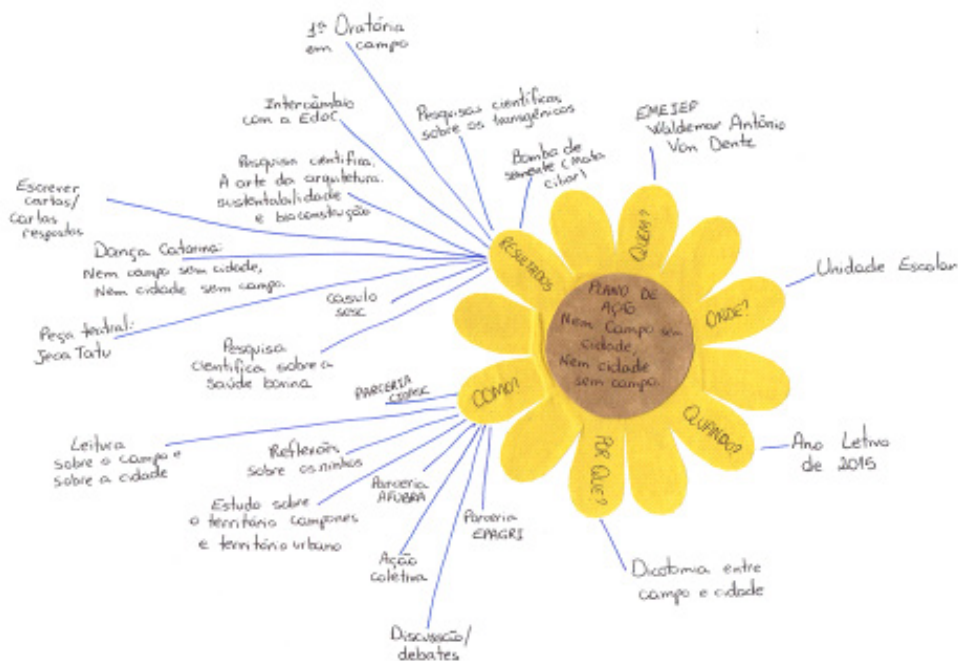 PLANO DE
AÇÃO
Nem Campo sem
cidade,
Nem cidade
sem campo.
QUEM?
EMEIEF
Waldemar Antônio
Von Dente
ONDE?
Unidade Escolar
QUANDO?
Ano Letivo
de 2015
POR QUE?
Dicotomia entre
campo e cidade
COMO?
Parceria
EPAGRI
Discussão/
debates
Ação
coletiva
Parceria
AFUBRA
Estudo sobre
o território campones
e território urbano
Reflexões
sobre os ninhos
Leitura
sobre o campo e
sobre a cidade
PARCERIA
CIDASC
RESULTADOS
Pesquisa
científica sobre a
Saúde bovina
casulo
sesc
Peça teatral:
Jeca Tatu
Dança Catarina:
Nem campo sem cidade,
Nem cidade sem campo.
Escrever
cartas/
cartas
respostas
Pesquisa científica.
A arte da arquitetura.
sustentabilidade
e bioconstrução
Intercâmbio
com a EdoC
1ª Oratória
em campo
Pesquisas científicas
sobre os transgênicos
Bomba de
semente (Mata
ciliar)